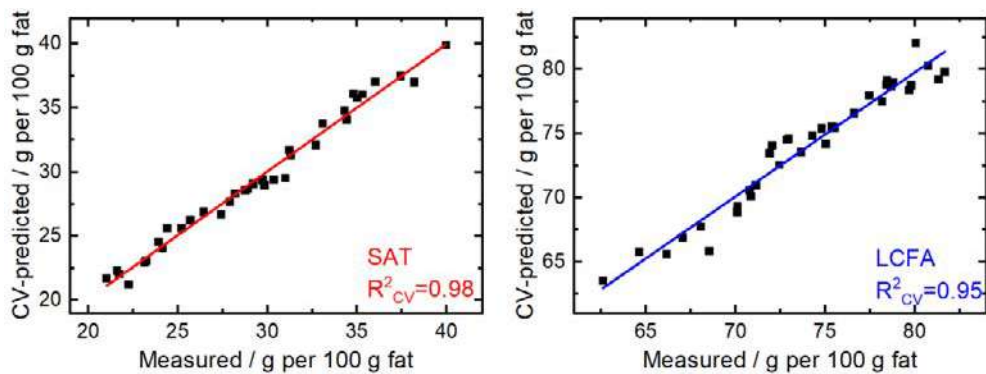 CV-predicted / g per 100 g fat
40
35
30
25
20
SAT
R²CV=0.98
20 25 30 35 40
Measured / g per 100 g fat
CV-predicted / g per 100 g fat
80
75
70
65
LCFA
R²CV=0.95
65 70 75 80
Measured / g per 100 g fat